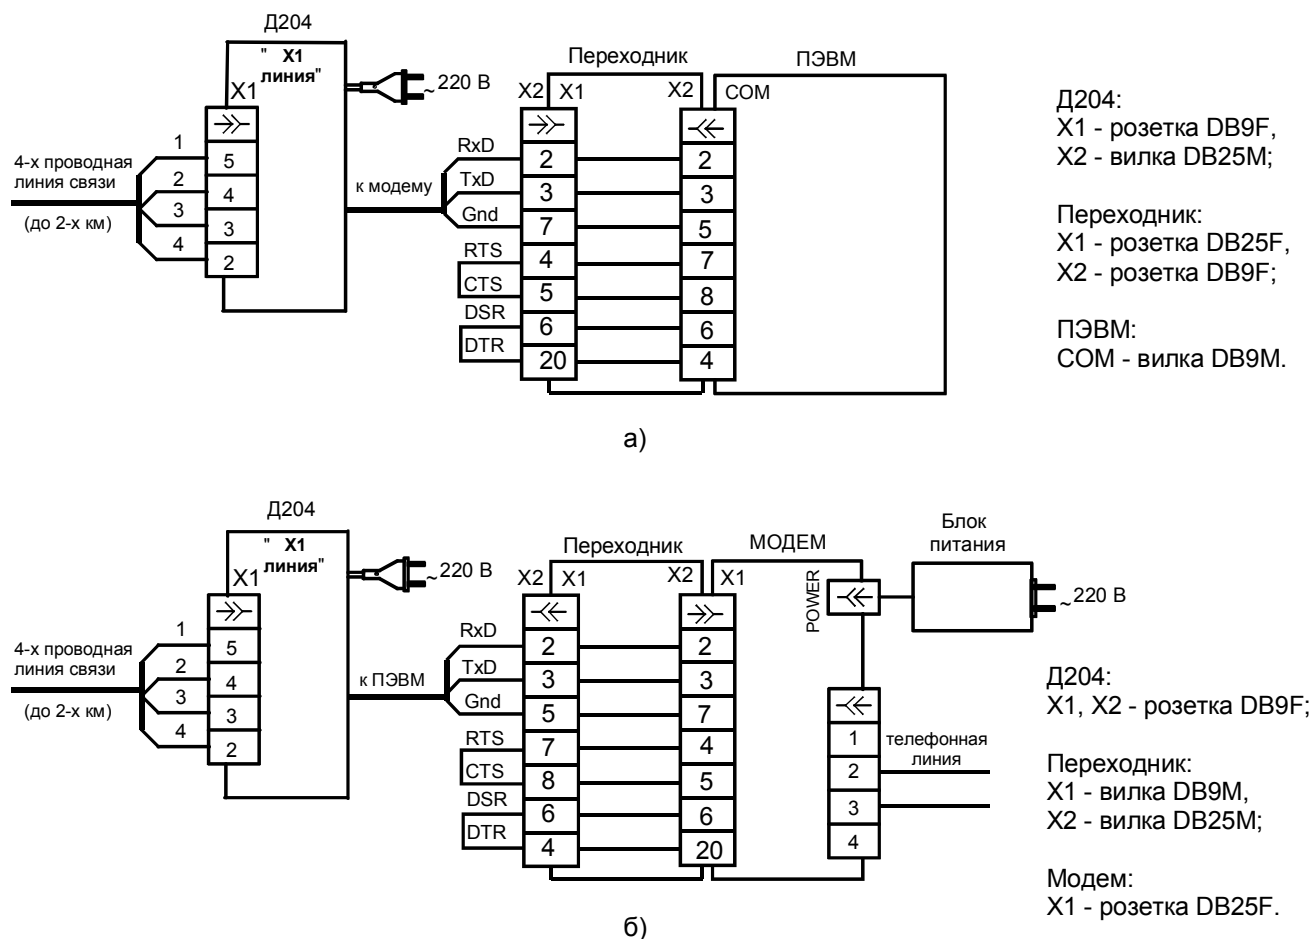 Д204
" X1
линия"
X1
~220 В
1
2
3
4
4-х проводная
линия связи
(до 2-х км)
5
4
3
2
к модему
Переходник
X2 X1
X2
RxD
TxD
Gnd
RTS
CTS
DSR
DTR
2
3
7
4
5
6
20
2
3
5
7
8
6
4
ПЭВМ
COM
Д204:
X1 - розетка DB9F,
X2 - вилка DB25M;
Переходник:
X1 - розетка DB25F,
X2 - розетка DB9F;
ПЭВМ:
COM - вилка DB9M.
а)
Д204
" X1
линия"
X1
~220 В
1
2
3
4
4-х проводная
линия связи
(до 2-х км)
5
4
3
2
к ПЭВМ
Переходник
X2 X1
X2
RxD
TxD
Gnd
RTS
CTS
DSR
DTR
2
3
5
7
8
6
4
2
3
7
4
5
6
20
МОДЕМ
X1
POWER
1
2
3
4
телефонная
линия
Блок
питания
~220 В
Д204:
X1, X2 - розетка DB9F;
Переходник:
X1 - вилка DB9M,
X2 - вилка DB25M;
Модем:
X1 - розетка DB25F.
б)